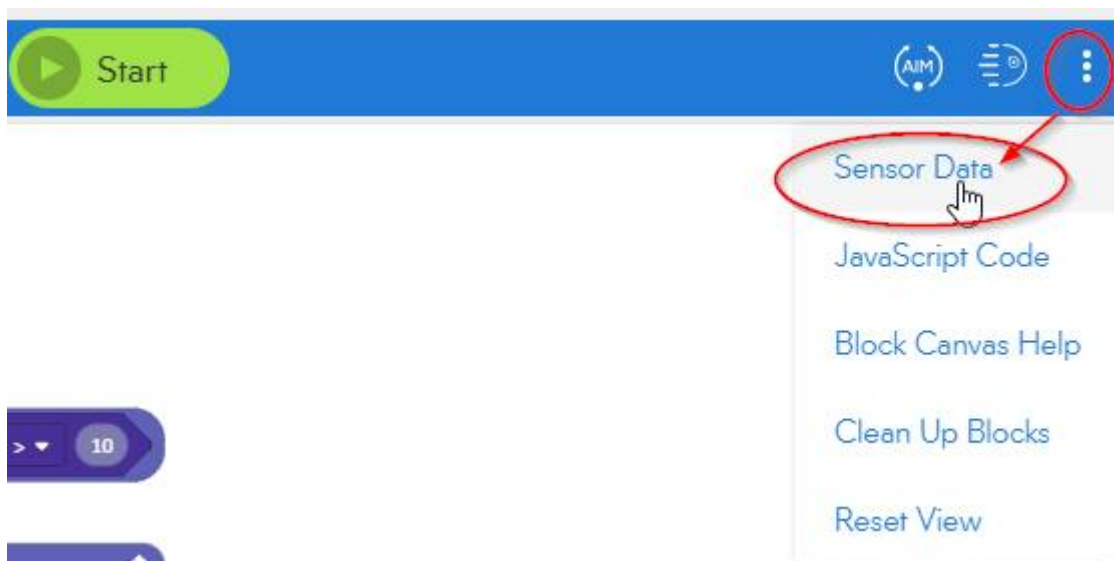 Start
AIM
Sensor Data
JavaScript Code
Block Canvas Help
> 10
Clean Up Blocks
Reset View